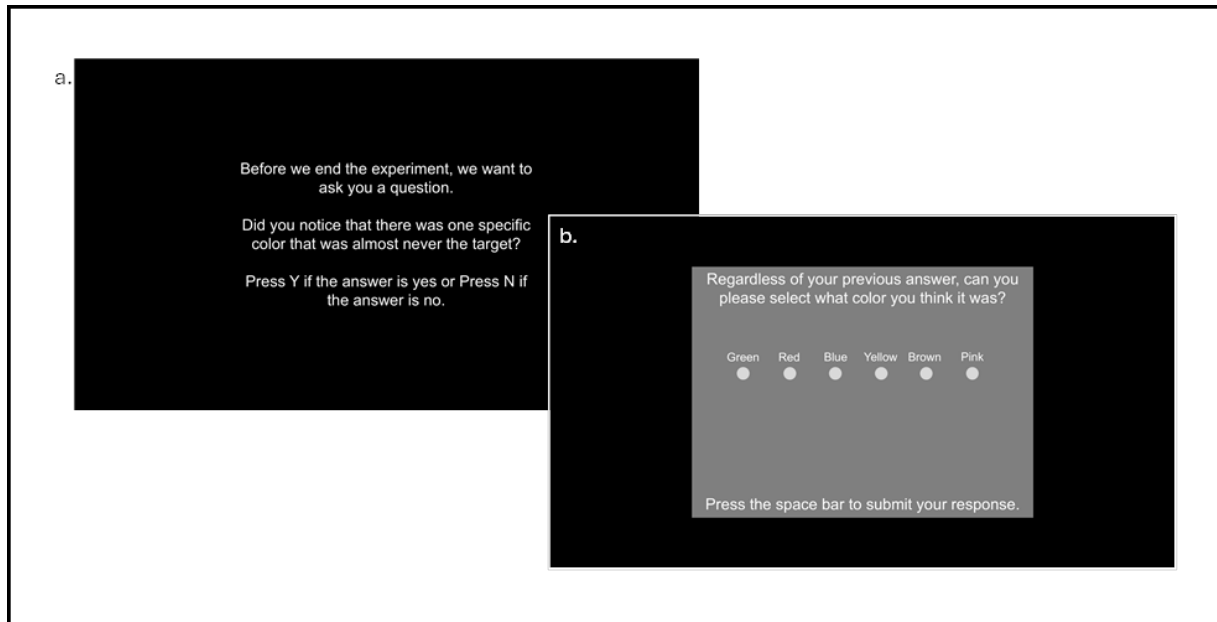 a.
Before we end the experiment, we want to
ask you a question.
Did you notice that there was one specific
color that was almost never the target?
Press Y if the answer is yes or Press N if
the answer is no.
b.
Regardless of your previous answer, can you
please select what color you think it was?
Green Red Blue Yellow Brown Pink
Press the space bar to submit your response.